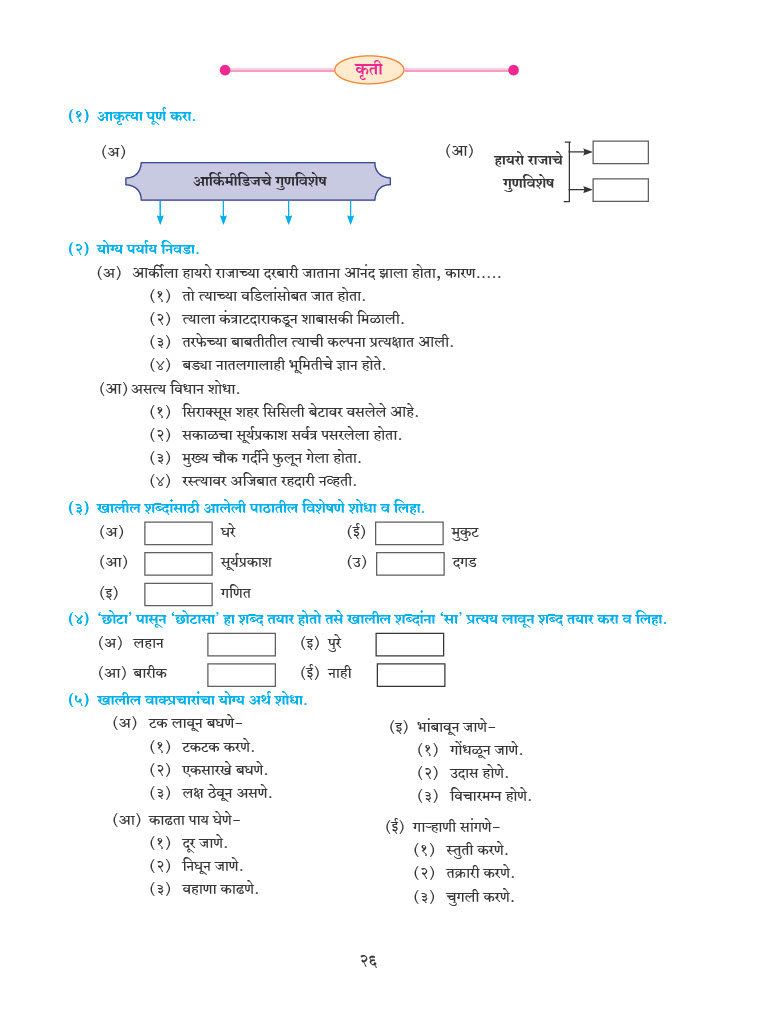 कृती
(१) आकृत्या पूर्ण करा.
(अ)
आर्किमीडिजचे गुणविशेष
(आ)
हायरो राजाचे
गुणविशेष
(२) योग्य पर्याय निवडा.
(अ) आर्कीला हायरो राजाच्या दरबारी जाताना आनंद झाला होता, कारण.....
(१) तो त्याच्या वडिलांसोबत जात होता.
(२) त्याला कंत्राटदाराकडून शाबासकी मिळाली.
(३) तरफेच्या बाबतीतील त्याची कल्पना प्रत्यक्षात आली.
(४) बड्या नातलगालाही भूमितीचे ज्ञान होते.
(आ) असत्य विधान शोधा.
(१) सिराक्सूस शहर सिसिली बेटावर वसलेले आहे.
(२) सकाळचा सूर्यप्रकाश सर्वत्र पसरलेला होता.
(३) मुख्य चौक गर्दीने फुलून गेला होता.
(४) रस्त्यावर अजिबात रहदारी नव्हती.
(३) खालील शब्दांसाठी आलेली पाठातील विशेषणे शोधा व लिहा.
(अ) घरे (ई) मुकुट
(आ) सूर्यप्रकाश (उ) दगड
(इ) गणित
(४) ‘छोटा’ पासून ‘छोटासा’ हा शब्द तयार होतो तसे खालील शब्दांना ‘सा’ प्रत्यय लावून शब्द तयार करा व लिहा.
(अ) लहान (इ) पुरे
(आ) बारीक (ई) नाही
(५) खालील वाक्प्रचारांचा योग्य अर्थ शोधा.
(अ) टक लावून बघणे-
(१) टकटक करणे.
(२) एकसारखे बघणे.
(३) लक्ष ठेवून असणे.
(आ) काढता पाय घेणे-
(१) दूर जाणे.
(२) निघून जाणे.
(३) वहाणा काढणे.
(इ) भांबावून जाणे-
(१) गोंधळून जाणे.
(२) उदास होणे.
(३) विचारमग्न होणे.
(ई) गाऱ्हाणी सांगणे-
(१) स्तुती करणे.
(२) तक्रारी करणे.
(३) चुगली करणे.
२६